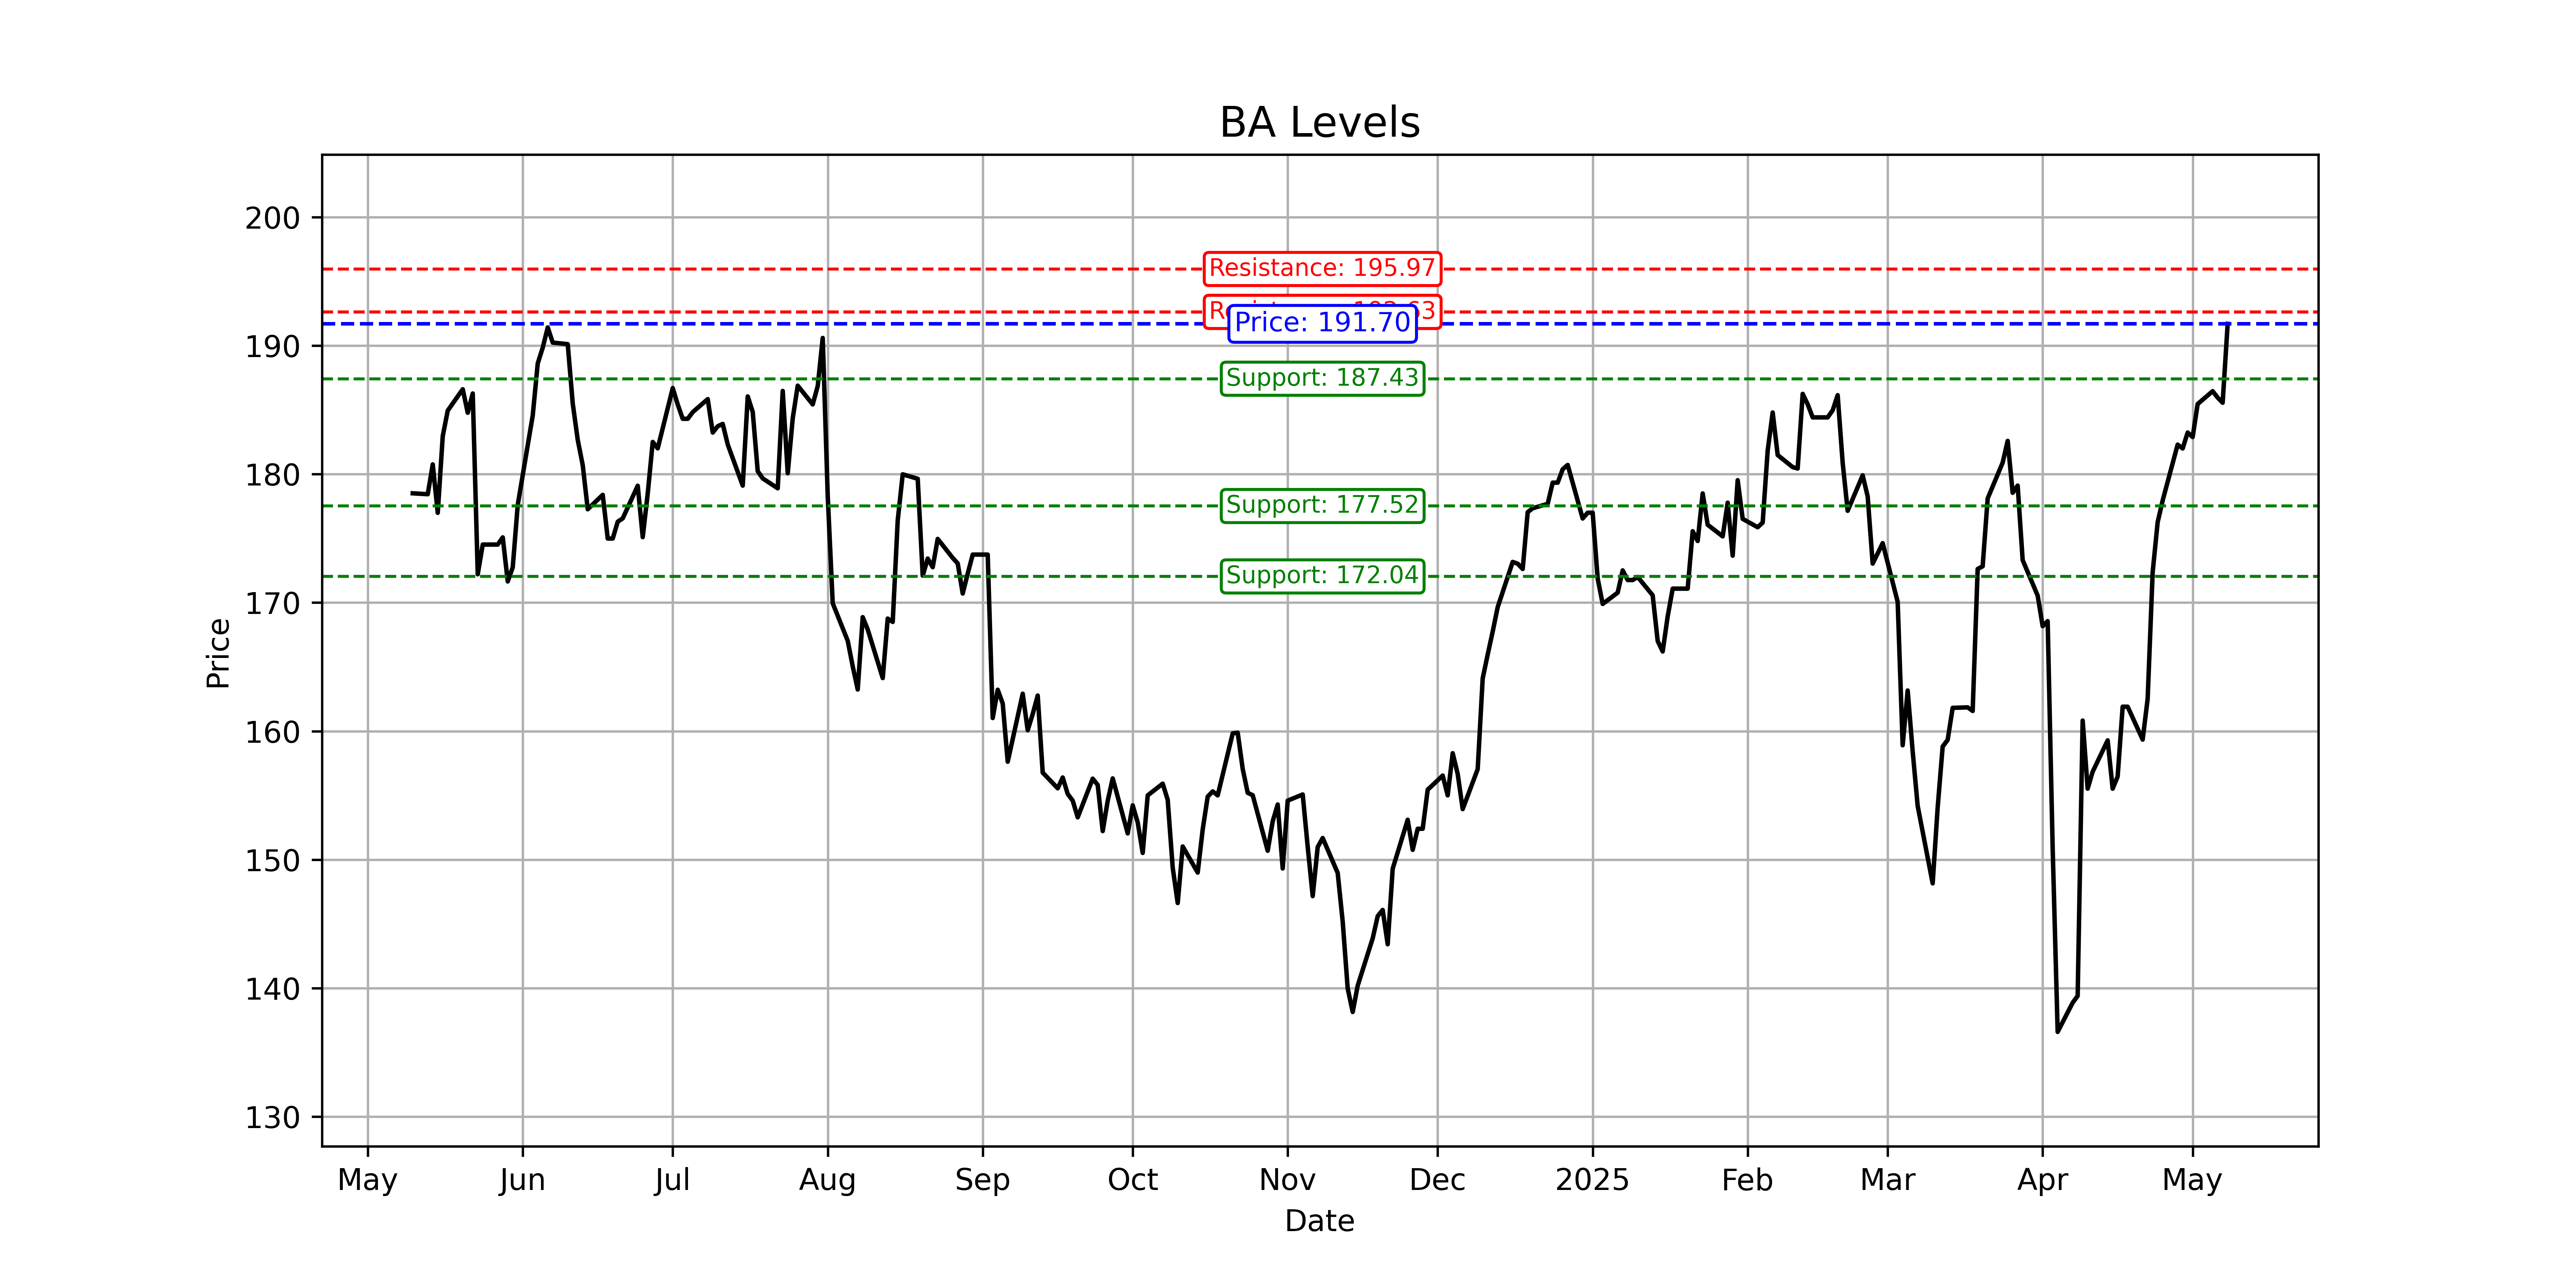 BA Levels
200
190
180
170
160
150
140
130
Price
Resistance: 195.97
Price: 191.70
Support: 187.43
Support: 177.52
Support: 172.04
May Jun Jul Aug Sep Oct Nov Dec 2025 Feb Mar Apr May
Date